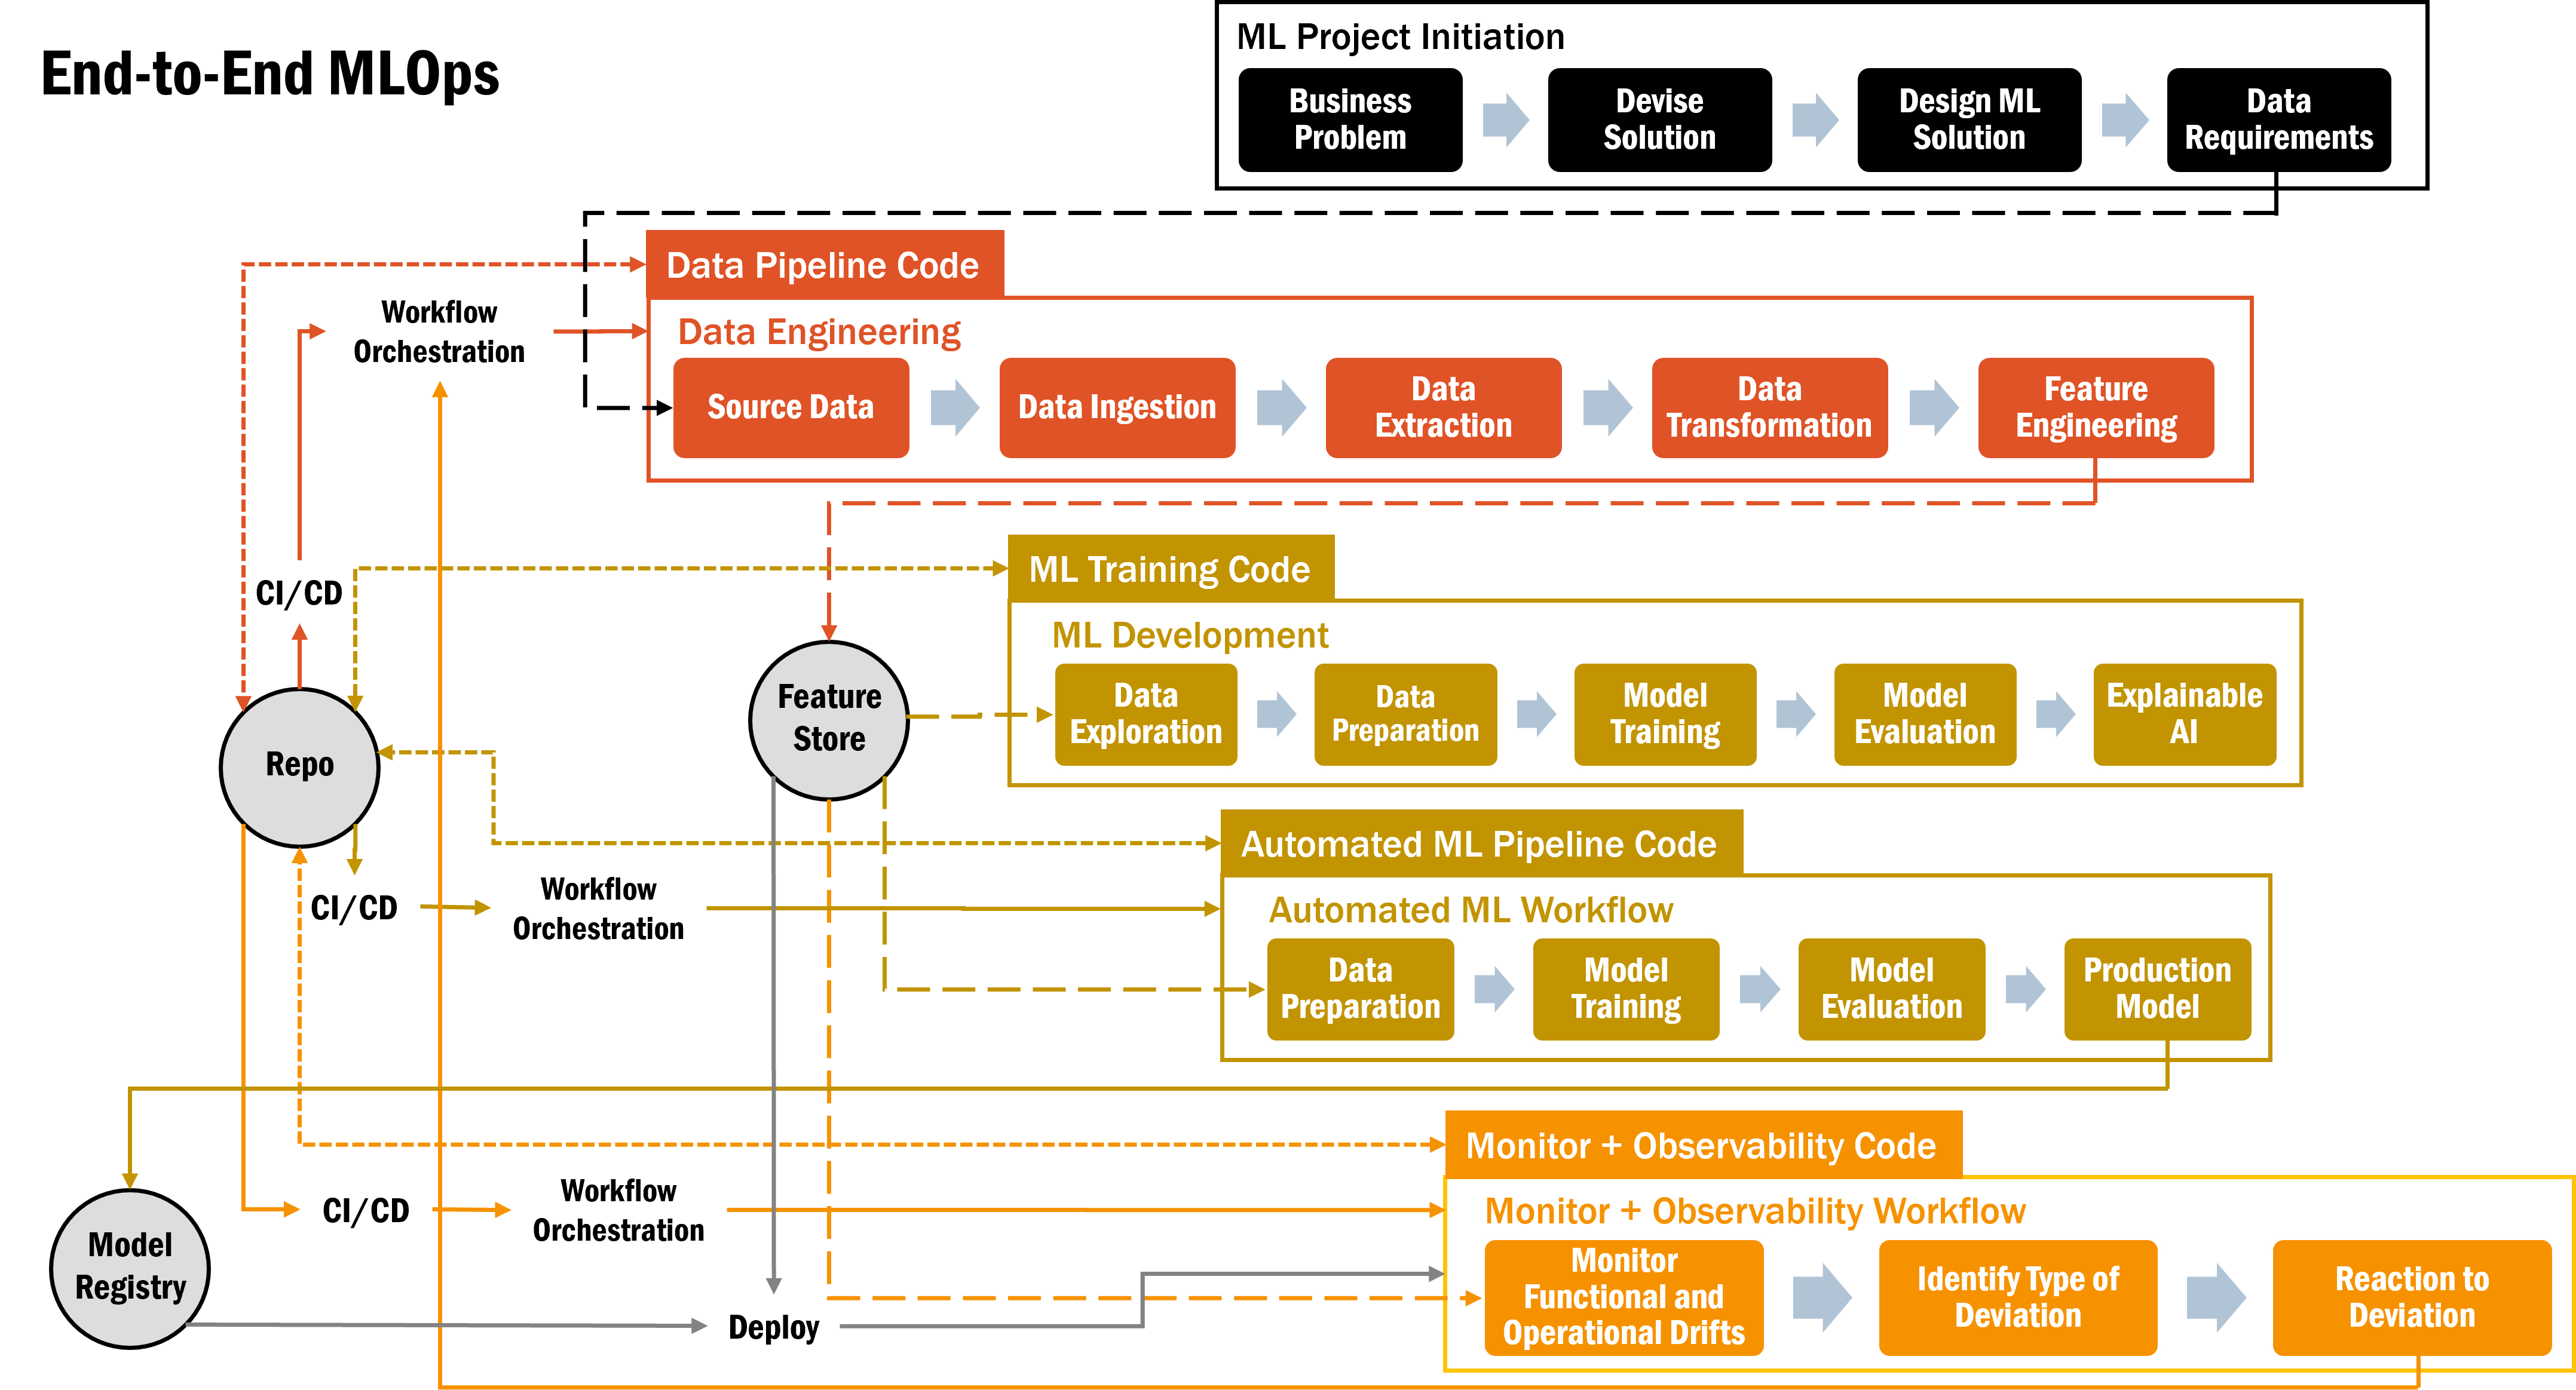 End-to-End MLOps
ML Project Initiation
Business
Problem
Devise
Solution
Design ML
Solution
Data
Requirements
Data Pipeline Code
Workflow
Orchestration
Data Engineering
Source Data
Data Ingestion
Data
Extraction
Data
Transformation
Feature
Engineering
ML Training Code
CI/CD
ML Development
Feature
Store
Data
Exploration
Data
Preparation
Model
Training
Model
Evaluation
Explainable
AI
Repo
Automated ML Pipeline Code
CI/CD
Workflow
Orchestration
Automated ML Workflow
Data
Preparation
Model
Training
Model
Evaluation
Production
Model
Monitor + Observability Code
CI/CD
Workflow
Orchestration
Monitor + Observability Workflow
Model
Registry
Deploy
Monitor
Functional and
Operational Drifts
Identify Type of
Deviation
Reaction to
Deviation